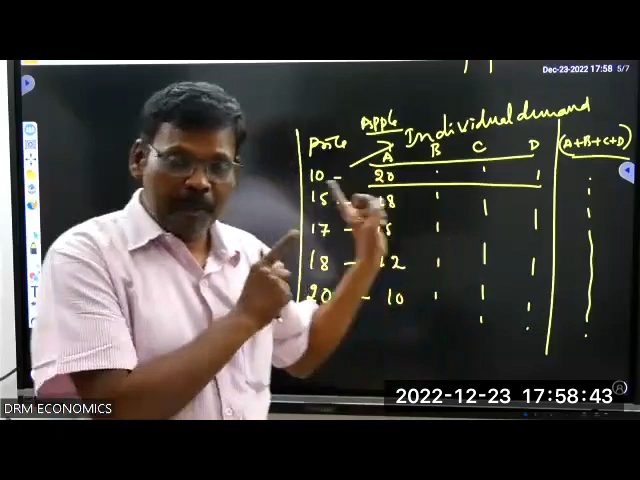 Dec-23-2022 17:58 5/7
Apple
Price Individual demand
A B C D (A+B+C+D)
10 - 20
15 - 18
17 - 15
18 - 12
20 - 10
2022-12-23 17:58:43
DRM ECONOMICS